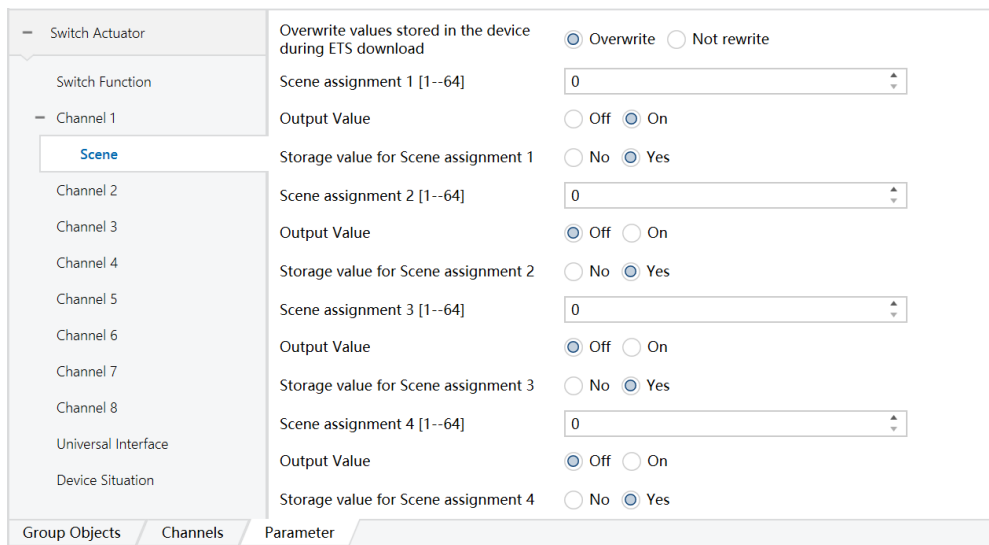 Switch Actuator
Switch Function
Channel 1
Scene
Channel 2
Channel 3
Channel 4
Channel 5
Channel 6
Channel 7
Channel 8
Universal Interface
Device Situation
Overwrite values stored in the device
during ETS download
Overwrite Not rewrite
Scene assignment 1 [1--64] 0
Output Value Off On
Storage value for Scene assignment 1 No Yes
Scene assignment 2 [1--64] 0
Output Value Off On
Storage value for Scene assignment 2 No Yes
Scene assignment 3 [1--64] 0
Output Value Off On
Storage value for Scene assignment 3 No Yes
Scene assignment 4 [1--64] 0
Output Value Off On
Storage value for Scene assignment 4 No Yes
Group Objects Channels Parameter